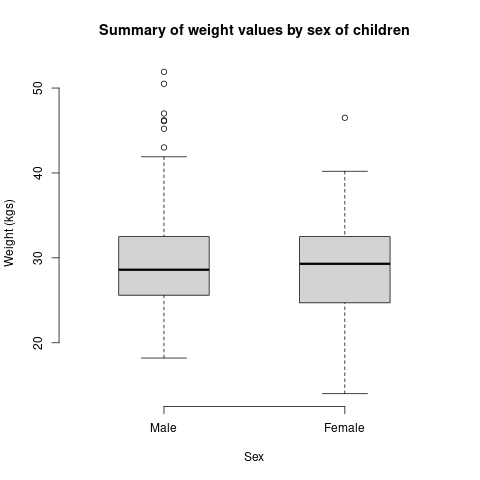 Summary of weight values by sex of children
50
40
30
20
Weight (kgs)
Male Female
Sex